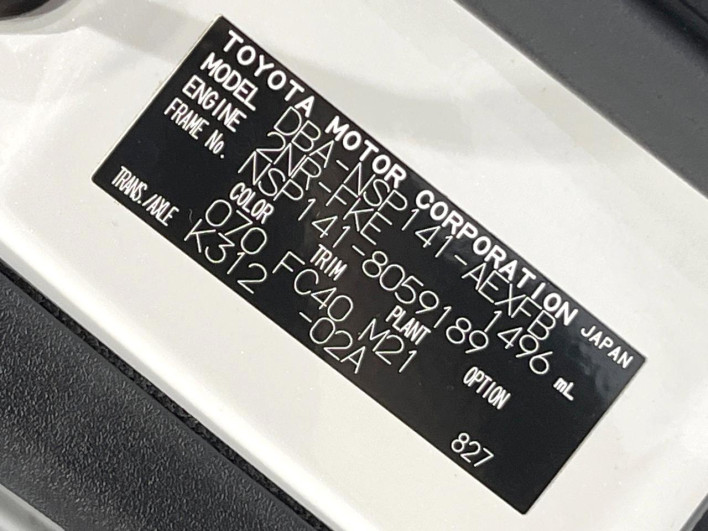 TOYOTA MOTOR CORPORATION JAPAN
MODEL DBA-NSP141-AEXFB
ENGINE 2NR-FKE 1496 mL
FRAME No. NSP141-8059189
COLOR TRIM PLANT OPTION
070 FC40 M21
TRANS./AXLE K312 -02A
827